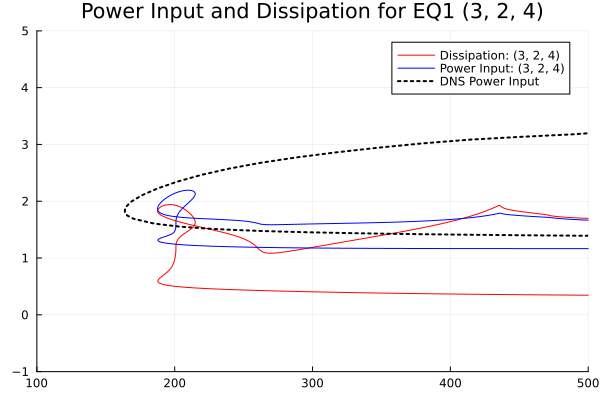 Power Input and Dissipation for EQ1 (3, 2, 4)
5
4
3
2
1
0
−1
Dissipation: (3, 2, 4)
Power Input: (3, 2, 4)
DNS Power Input
100 200 300 400 500